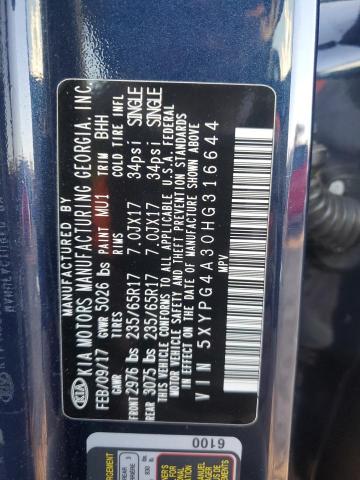 MANUFACTURED BY
KIA KIA MOTORS MANUFACTURING GEORGIA, INC.
FEB/09/17 GVWR 5026 lbs PAINT MU1 TRIM BHH
GAWR TIRES RIMS COLD TIRE INFL
FRONT 2976 lbs 235/65R17 7.0JX17 34psi SINGLE
REAR 3075 lbs 235/65R17 7.0JX17 34psi SINGLE
THIS VEHICLE CONFORMS TO ALL APPLICABLE U.S.A FEDERAL
MOTOR VEHICLE SAFETY AND THEFT PREVENTION STANDARDS
IN EFFECT ON THE DATE OF MANUFACTURE SHOWN ABOVE
VIN 5XYPG4A30HG316644
MPV
6100
REAR